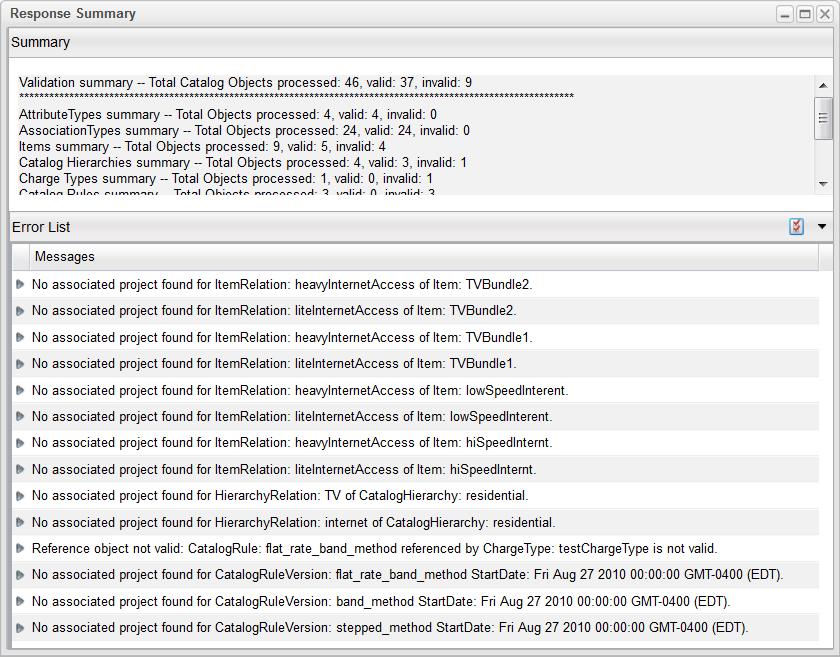 Response Summary
Summary
Validation summary -- Total Catalog Objects processed: 46, valid: 37, invalid: 9
***************************************************************************************************************
AttributeTypes summary -- Total Objects processed: 4, valid: 4, invalid: 0
AssociationTypes summary -- Total Objects processed: 24, valid: 24, invalid: 0
Items summary -- Total Objects processed: 9, valid: 5, invalid: 4
Catalog Hierarchies summary -- Total Objects processed: 4, valid: 3, invalid: 1
Charge Types summary -- Total Objects processed: 1, valid: 0, invalid: 1
Catalog Rules summary -- Total Objects processed: 3, valid: 0, invalid: 3
Error List
Messages
No associated project found for ItemRelation: heavyInternetAccess of Item: TVBundle2.
No associated project found for ItemRelation: liteInternetAccess of Item: TVBundle2.
No associated project found for ItemRelation: heavyInternetAccess of Item: TVBundle1.
No associated project found for ItemRelation: liteInternetAccess of Item: TVBundle1.
No associated project found for ItemRelation: heavyInternetAccess of Item: lowSpeedInterent.
No associated project found for ItemRelation: liteInternetAccess of Item: lowSpeedInterent.
No associated project found for ItemRelation: heavyInternetAccess of Item: hiSpeedInternt.
No associated project found for ItemRelation: liteInternetAccess of Item: hiSpeedInternt.
No associated project found for HierarchyRelation: TV of CatalogHierarchy: residential.
No associated project found for HierarchyRelation: internet of CatalogHierarchy: residential.
Reference object not valid: CatalogRule: flat_rate_band_method referenced by ChargeType: testChargeType is not valid.
No associated project found for CatalogRuleVersion: flat_rate_band_method StartDate: Fri Aug 27 2010 00:00:00 GMT-0400 (EDT).
No associated project found for CatalogRuleVersion: band_method StartDate: Fri Aug 27 2010 00:00:00 GMT-0400 (EDT).
No associated project found for CatalogRuleVersion: stepped_method StartDate: Fri Aug 27 2010 00:00:00 GMT-0400 (EDT).